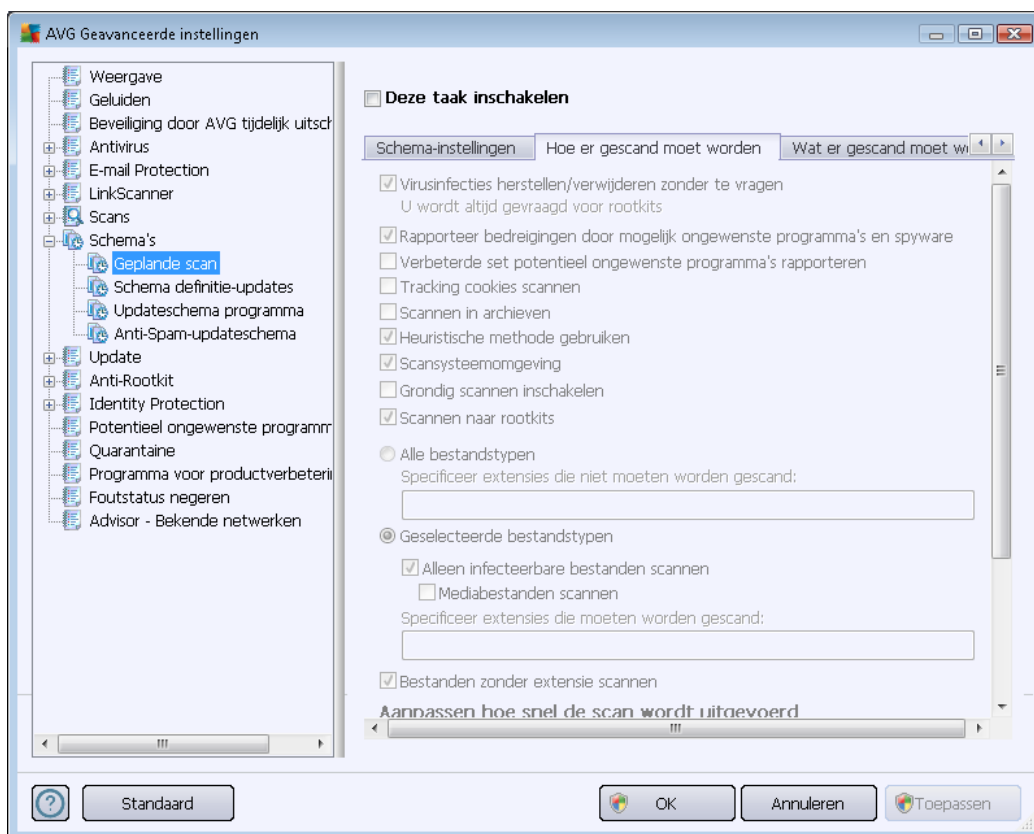 AVG Geavanceerde instellingen
Weergave
Geluiden
Beveiliging door AVG tijdelijk uitsch
Antivirus
E-mail Protection
LinkScanner
Scans
Schema's
Geplande scan
Schema definitie-updates
Updateschema programma
Anti-Spam-updateschema
Update
Anti-Rootkit
Identity Protection
Potentieel ongewenste programm
Quarantaine
Programma voor productverbeterin
Foutstatus negeren
Advisor - Bekende netwerken
Deze taak inschakelen
Schema-instellingen
Hoe er gescand moet worden
Wat er gescand moet w
Virusinfecties herstellen/verwijderen zonder te vragen
U wordt altijd gevraagd voor rootkits
Rapporteer bedreigingen door mogelijk ongewenste programma's en spyware
Verbeterde set potentieel ongewenste programma's rapporteren
Tracking cookies scannen
Scannen in archieven
Heuristische methode gebruiken
Scansysteemomgeving
Grondig scannen inschakelen
Scannen naar rootkits
Alle bestandstypen
Specificeer extensies die niet moeten worden gescand:
Geselecteerde bestandstypen
Alleen infecteerbare bestanden scannen
Mediabestanden scannen
Specificeer extensies die moeten worden gescand:
Bestanden zonder extensie scannen
Aanpassen hoe snel de scan wordt uitgevoerd
Standaard
OK
Annuleren
Toepassen